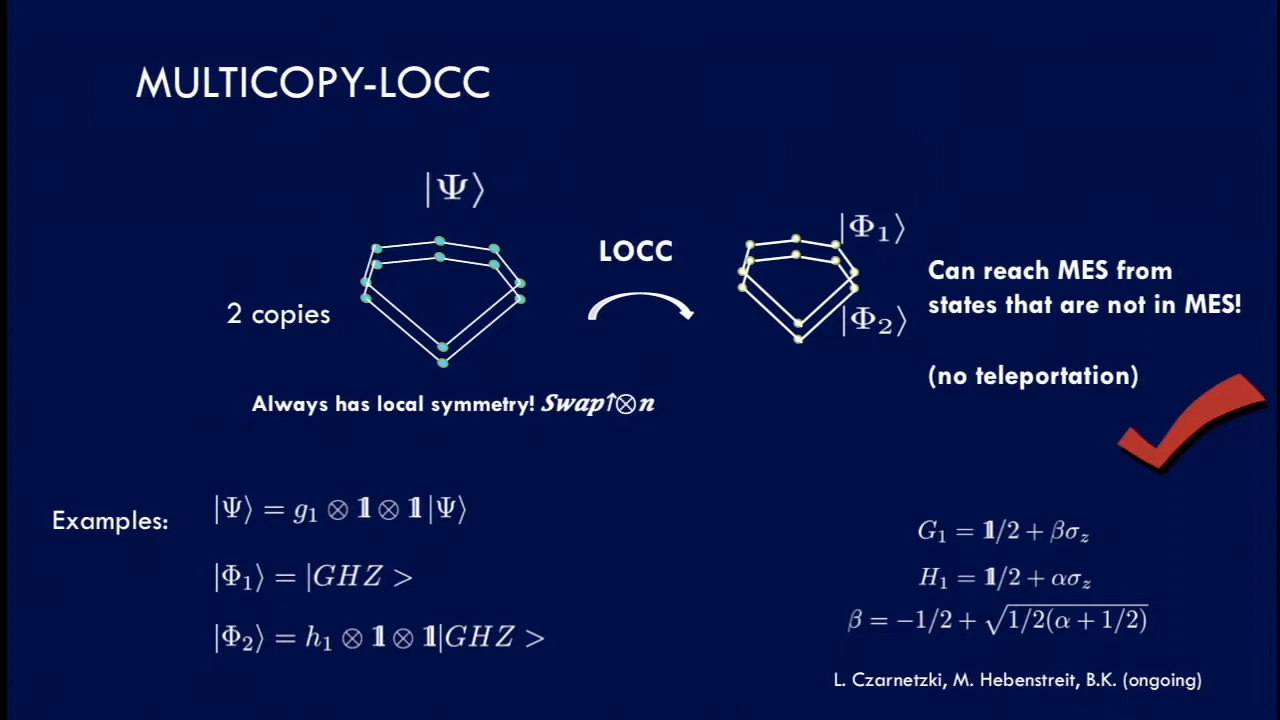 MULTICOPY-LOCC
|Ψ⟩
2 copies
LOCC
|Φ₁⟩
|Φ₂⟩
Can reach MES from
states that are not in MES!
(no teleportation)
Always has local symmetry! Swap↑⊗n
Examples:
|Ψ⟩ = g₁ ⊗ 𝟙 ⊗ 𝟙|Ψ⟩
|Φ₁⟩ = |GHZ >
|Φ₂⟩ = h₁ ⊗ 𝟙 ⊗ 𝟙|GHZ >
G₁ = 𝟙/2 + βσ_z
H₁ = 𝟙/2 + ασ_z
β = −1/2 + √(1/2(α + 1/2))
L. Czarnetzki, M. Hebenstreit, B.K. (ongoing)